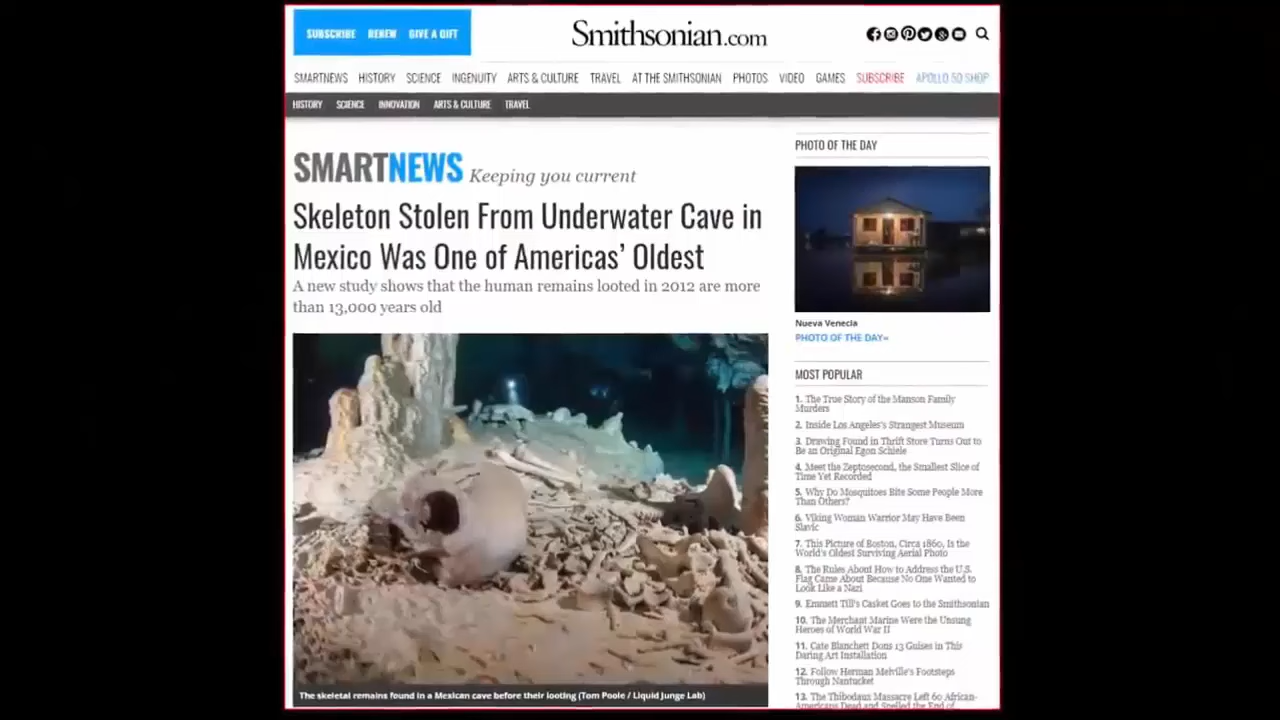 SUBSCRIBE RENEW GIVE A GIFT
Smithsonian.com
SMARTNEWS HISTORY SCIENCE INGENUITY ARTS & CULTURE TRAVEL AT THE SMITHSONIAN PHOTOS VIDEO GAMES SUBSCRIBE APOLLO 50 SHOP
HISTORY SCIENCE INNOVATION ARTS & CULTURE TRAVEL
SMARTNEWS Keeping you current
Skeleton Stolen From Underwater Cave in
Mexico Was One of Americas' Oldest
A new study shows that the human remains looted in 2012 are more
than 13,000 years old
The skeletal remains found in a Mexican cave before their looting (Tom Poole / Liquid Junge Lab)
PHOTO OF THE DAY
Nueva Venecia
PHOTO OF THE DAY»
MOST POPULAR
1. The True Story of the Manson Family
Murders
2. Inside Los Angeles's Strangest Museum
3. Drawing Found in Thrift Store Turns Out to
Be an Original Egon Schiele
4. Meet the Zeptosecond, the Smallest Slice of
Time Yet Recorded
5. Why Do Mosquitoes Bite Some People More
Than Others?
6. Viking Woman Warrior May Have Been
Slavic
7. This Picture of Boston, Circa 1860, Is the
World's Oldest Surviving Aerial Photo
8. The Rules About How to Address the U.S.
Flag Came About Because No One Wanted to
Look Like a Nazi
9. Emmett Till's Casket Goes to the Smithsonian
10. The Merchant Marine Were the Unsung
Heroes of World War II
11. Cate Blanchett Dons 13 Guises in This
Daring Art Installation
12. Follow Herman Melville's Footsteps
Through Nantucket
13. The Thibodaux Massacre Left 60 African-
Americans Dead and Spelled the End of